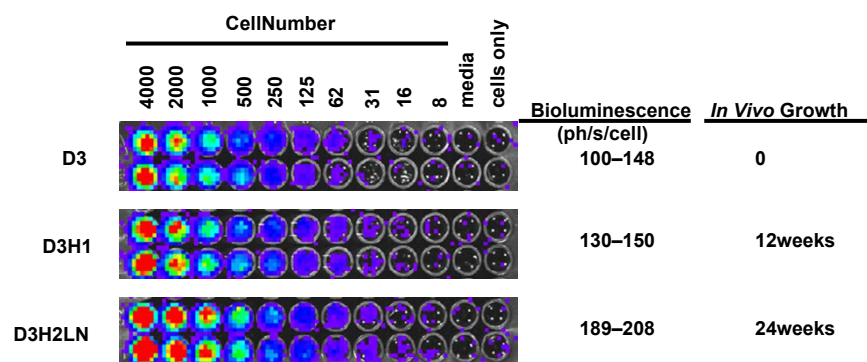 CellNumber
4000 2000 1000 500 250 125 62 31 16 8 media cells only
Bioluminescence In Vivo Growth
(ph/s/cell)
D3 100–148 0
D3H1 130–150 12weeks
D3H2LN 189–208 24weeks